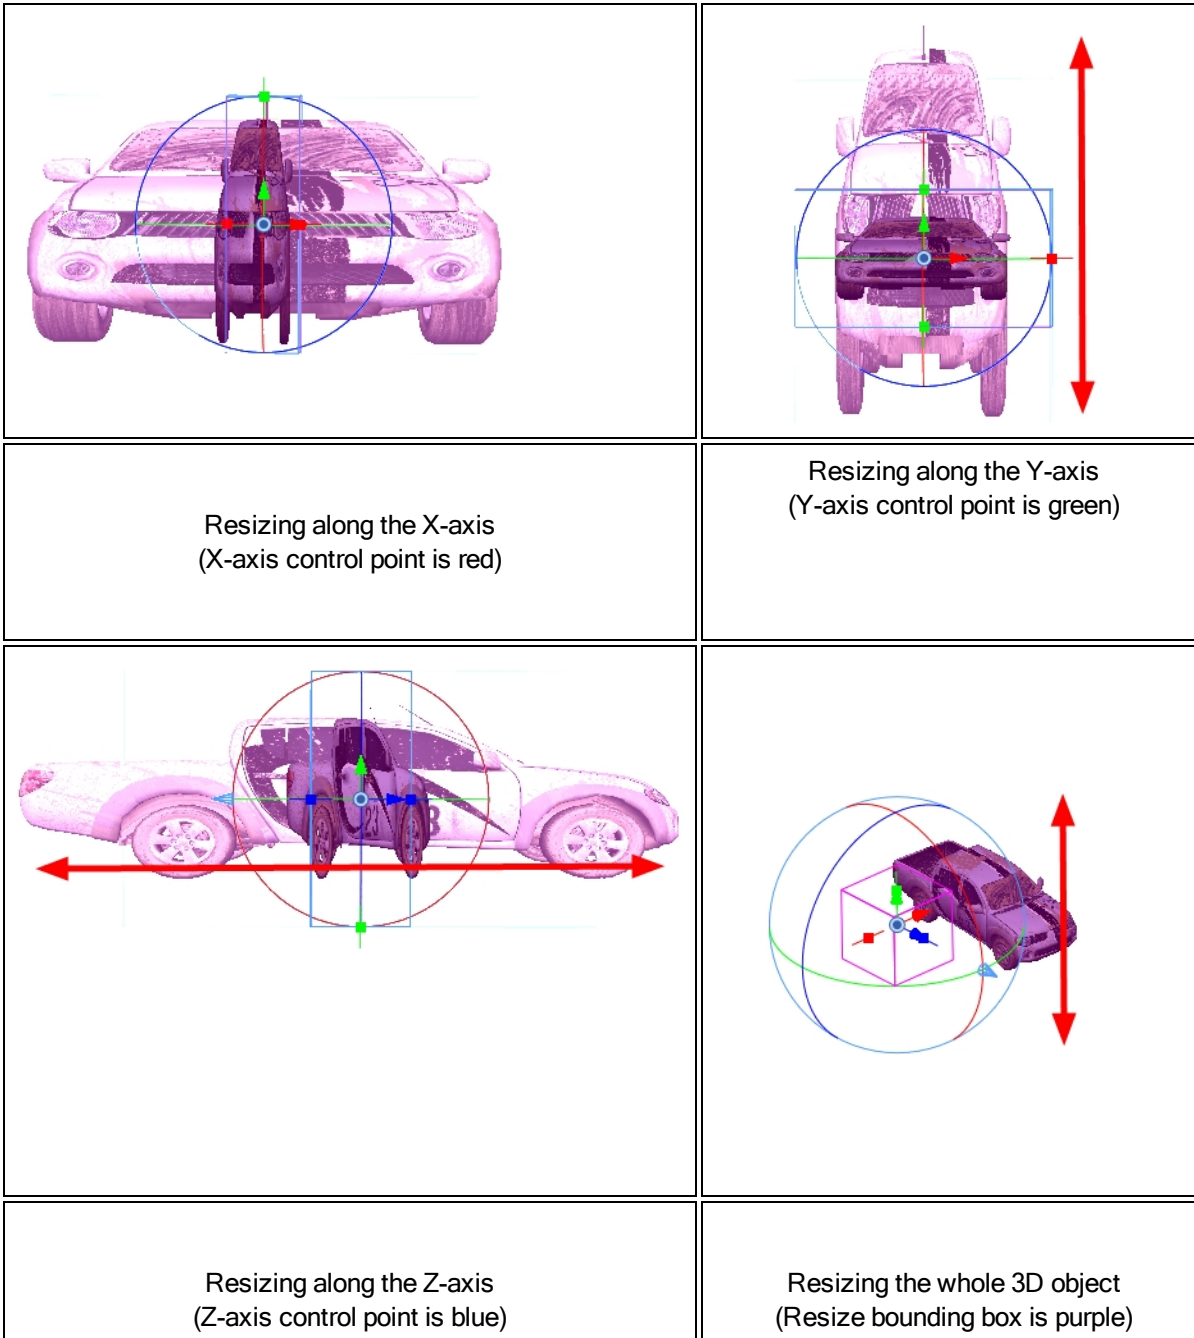 Resizing along the X-axis
(X-axis control point is red)
Resizing along the Y-axis
(Y-axis control point is green)
Resizing along the Z-axis
(Z-axis control point is blue)
Resizing the whole 3D object
(Resize bounding box is purple)